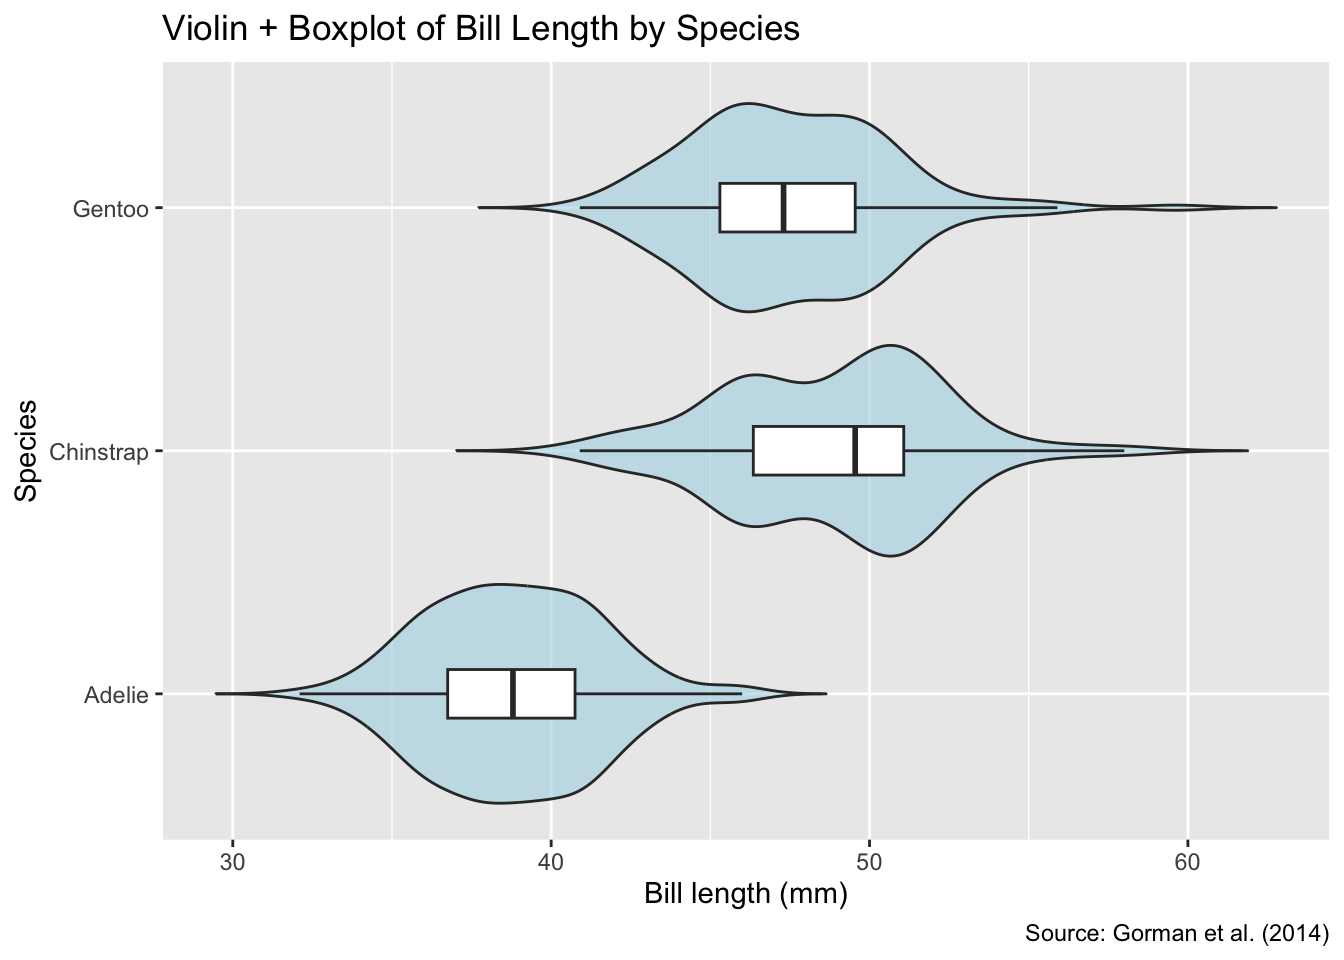 Violin + Boxplot of Bill Length by Species
Species
Gentoo
Chinstrap
Adelie
30 40 50 60
Bill length (mm)
Source: Gorman et al. (2014)